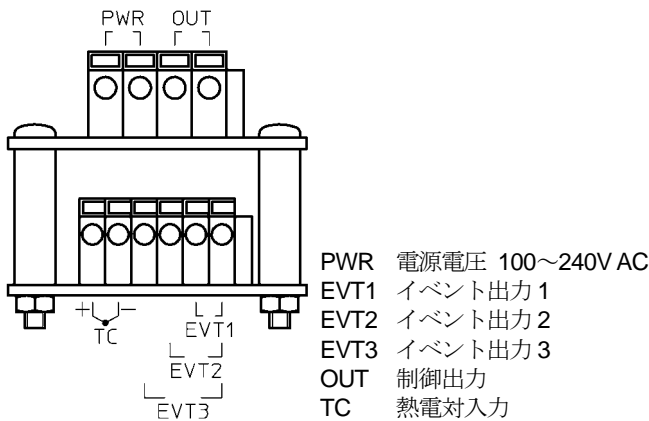 PWR OUT
+ −
TC
EVT1
EVT2
EVT3
PWR 電源電圧 100～240V AC
EVT1 イベント出力 1
EVT2 イベント出力 2
EVT3 イベント出力 3
OUT 制御出力
TC 熱電対入力